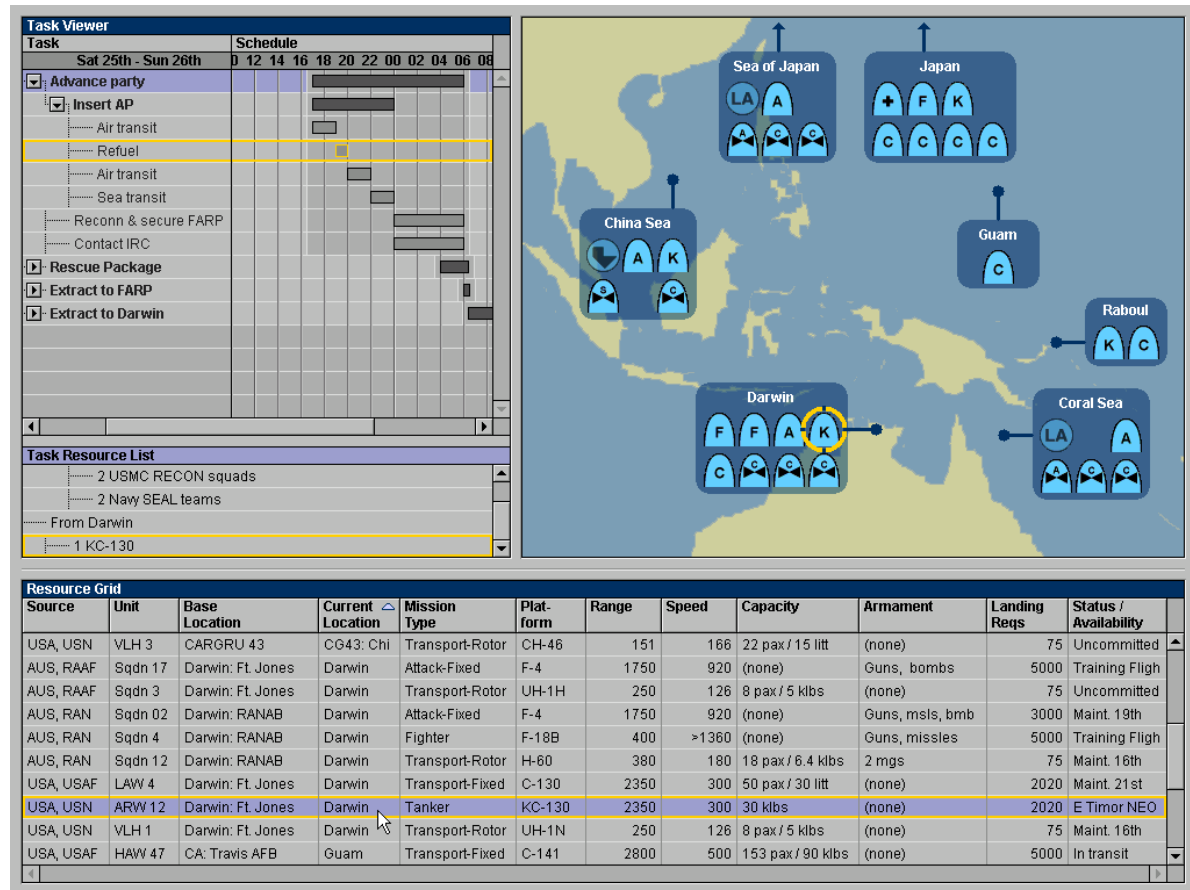 Task Viewer
Task Schedule
Sat 25th - Sun 26th 0 12 14 16 18 20 22 00 02 04 06 08
Advance party
Insert AP
Air transit
Refuel
Air transit
Sea transit
Reconn & secure FARP
Contact IRC
Rescue Package
Extract to FARP
Extract to Darwin
Task Resource List
2 USMC RECON squads
2 Navy SEAL teams
From Darwin
1 KC-130
Sea of Japan
LA A
A C C
Japan
F K
C C C C
China Sea
A K
S C
Guam
C
Raboul
K C
Darwin
F F A K
C C C C
Coral Sea
LA A
A C C
Resource Grid
Source Unit Base Location Current Location Mission Type Plat-form Range Speed Capacity Armament Landing Reqs Status / Availability
USA, USN VLH 3 CARGRU 43 CG43: Chi Transport-Rotor CH-46 151 166 22 pax / 15 litt (none) 75 Uncommitted
AUS, RAAF Sqdn 17 Darwin: Ft. Jones Darwin Attack-Fixed F-4 1750 920 (none) Guns, bombs 5000 Training Fligh
AUS, RAAF Sqdn 3 Darwin: Ft. Jones Darwin Transport-Rotor UH-1H 250 126 8 pax / 5 klbs (none) 75 Uncommitted
AUS, RAN Sqdn 02 Darwin: RANAB Darwin Attack-Fixed F-4 1750 920 (none) Guns, msls, bmb 3000 Maint. 19th
AUS, RAN Sqdn 4 Darwin: RANAB Darwin Fighter F-18B 400 >1360 (none) Guns, missles 5000 Training Fligh
AUS, RAN Sqdn 12 Darwin: RANAB Darwin Transport-Rotor H-60 380 180 18 pax / 6.4 klbs 2 mgs 75 Maint. 16th
USA, USAF LAW 4 Darwin: Ft. Jones Darwin Transport-Fixed C-130 2350 300 50 pax / 30 litt (none) 2020 Maint. 21st
USA, USN ARW 12 Darwin: Ft. Jones Darwin Tanker KC-130 2350 300 30 klbs (none) 2020 E Timor NEO
USA, USN VLH 1 Darwin: Ft. Jones Darwin Transport-Rotor UH-1N 250 126 8 pax / 5 klbs (none) 75 Maint. 16th
USA, USAF HAW 47 CA: Travis AFB Guam Transport-Fixed C-141 2800 500 153 pax / 90 klbs (none) 5000 In transit